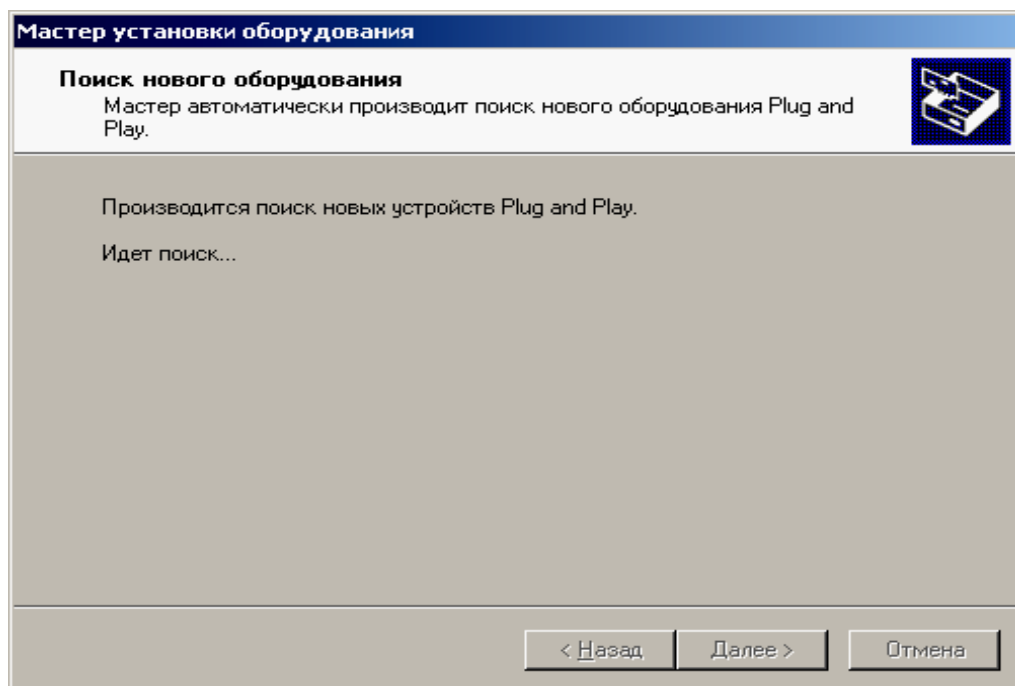 Мастер установки оборудования
Поиск нового оборудования
Мастер автоматически производит поиск нового оборудования Plug and
Play.
Производится поиск новых устройств Plug and Play.
Идет поиск...
< Назад
Далее >
Отмена